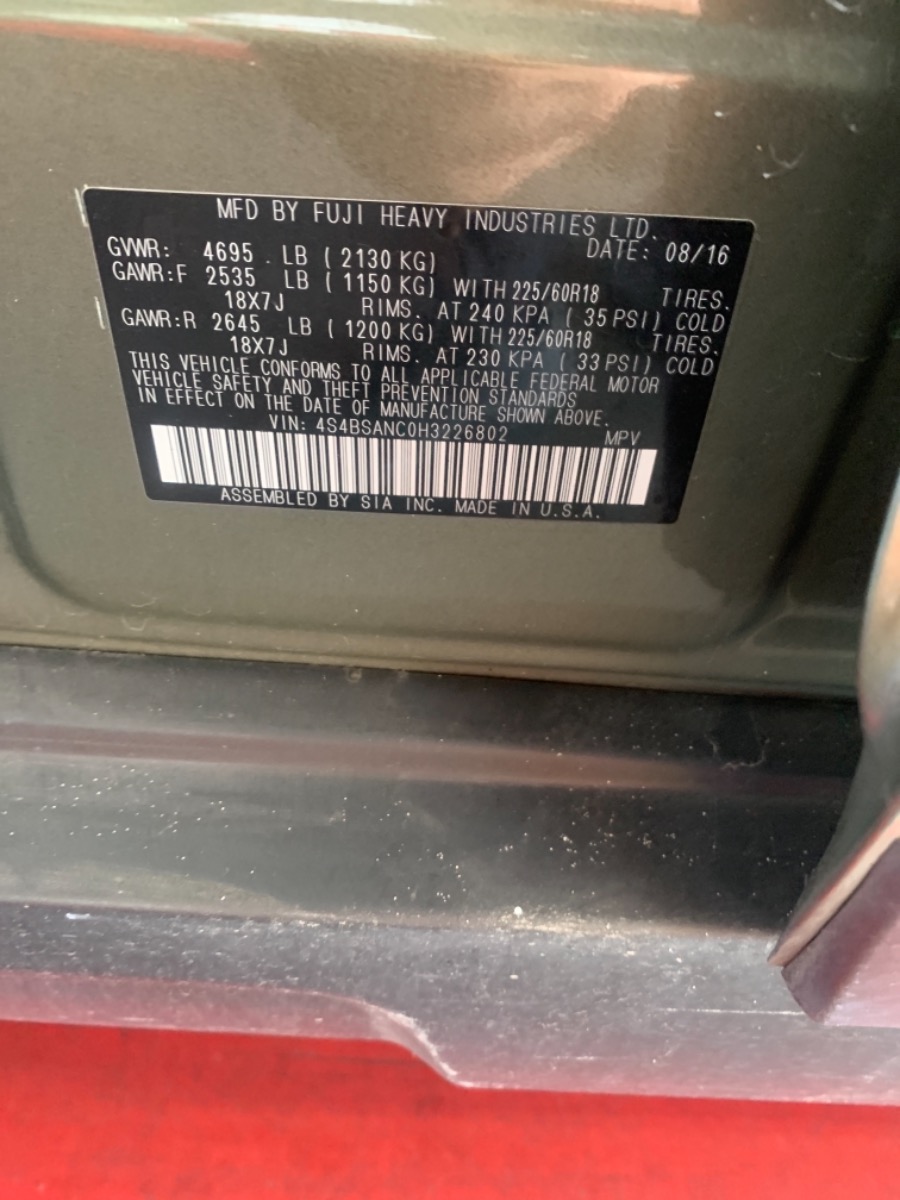 MFD BY FUJI HEAVY INDUSTRIES LTD.
DATE: 08/16
GVWR: 4695 LB (2130 KG)
GAWR:F 2535 LB (1150 KG) WITH 225/60R18 TIRES.
18X7J RIMS. AT 240 KPA (35 PSI) COLD
GAWR:R 2645 LB (1200 KG) WITH 225/60R18 TIRES.
18X7J RIMS. AT 230 KPA (33 PSI) COLD
THIS VEHICLE CONFORMS TO ALL APPLICABLE FEDERAL MOTOR
VEHICLE SAFETY AND THEFT PREVENTION STANDARDS
IN EFFECT ON THE DATE OF MANUFACTURE SHOWN ABOVE.
VIN: 4S4BSANC0H3226802 MPV
ASSEMBLED BY SIA INC. MADE IN U.S.A.